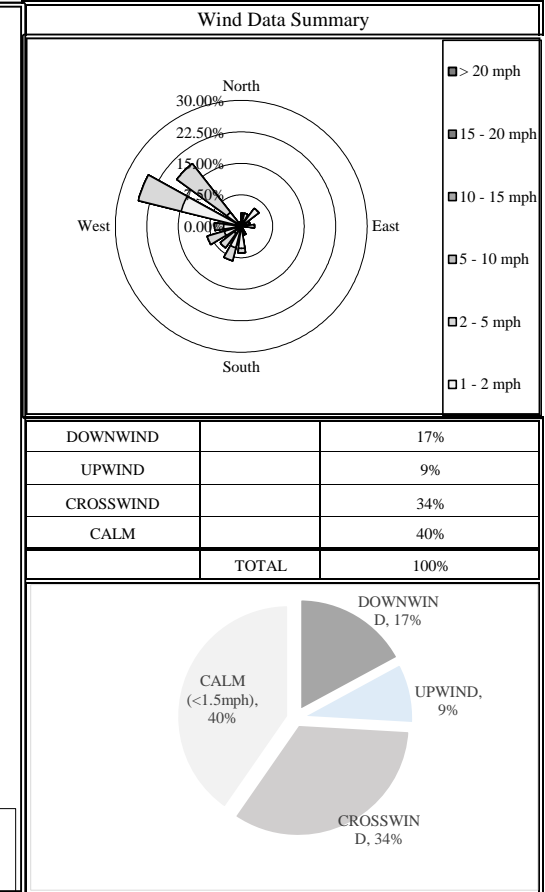 Wind Data Summary
North
30.00%
22.50%
15.00%
7.50%
0.00%
West
East
South
> 20 mph
15 - 20 mph
10 - 15 mph
5 - 10 mph
2 - 5 mph
1 - 2 mph
DOWNWIND 17%
UPWIND 9%
CROSSWIND 34%
CALM 40%
TOTAL 100%
DOWNWIN
D, 17%
UPWIND,
9%
CALM
(<1.5mph),
40%
CROSSWIN
D, 34%